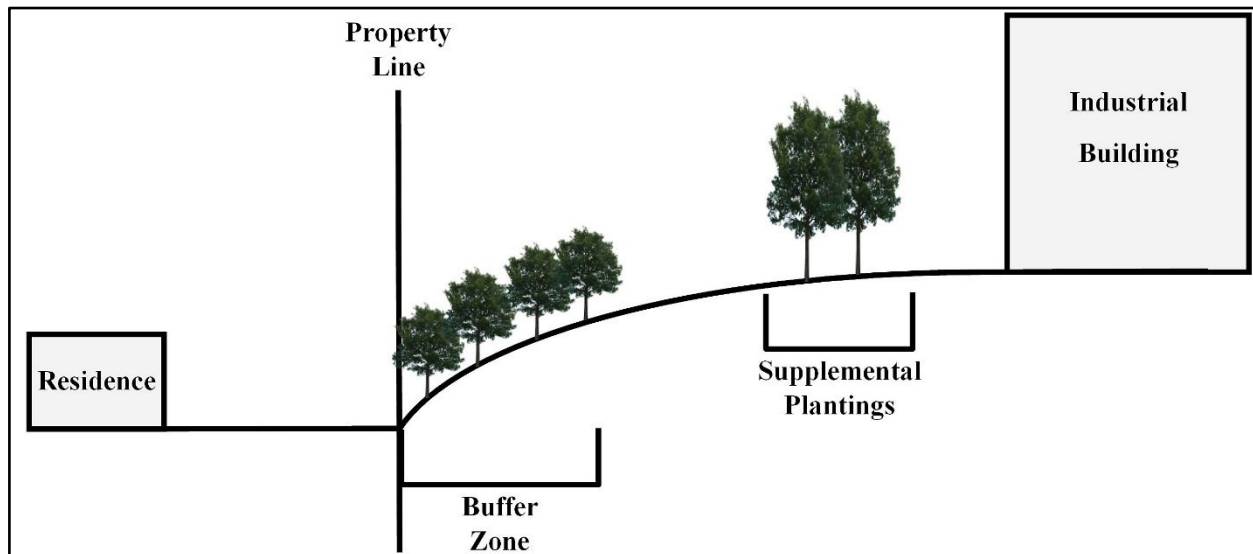 Property
Line
Industrial
Building
Residence
Supplemental
Plantings
Buffer
Zone